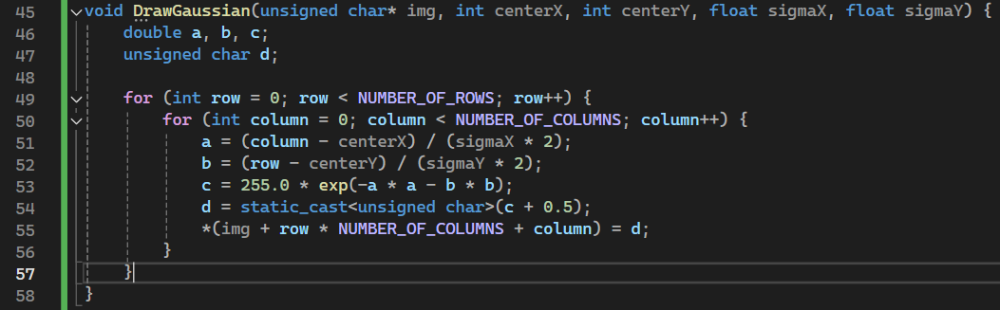 45 void DrawGaussian(unsigned char* img, int centerX, int centerY, float sigmaX, float sigmaY) {
46 double a, b, c;
47 unsigned char d;
48
49 for (int row = 0; row < NUMBER_OF_ROWS; row++) {
50 for (int column = 0; column < NUMBER_OF_COLUMNS; column++) {
51 a = (column - centerX) / (sigmaX * 2);
52 b = (row - centerY) / (sigmaY * 2);
53 c = 255.0 * exp(-a * a - b * b);
54 d = static_cast<unsigned char>(c + 0.5);
55 *(img + row * NUMBER_OF_COLUMNS + column) = d;
56 }
57 }
58 }